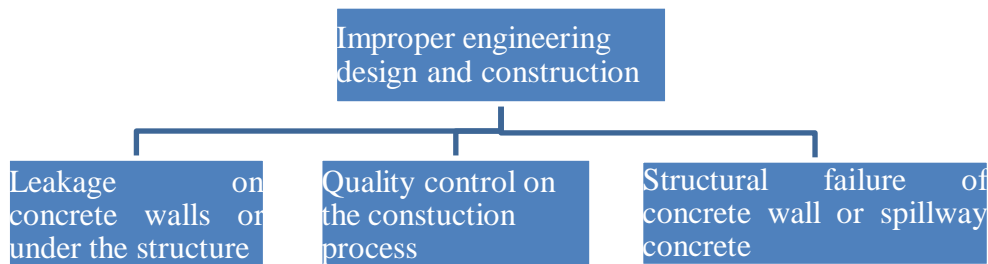 Improper engineering
design and construction
Leakage on
concrete walls or
under the structure
Quality control on
the constuction
process
Structural failure of
concrete wall or spillway
concrete